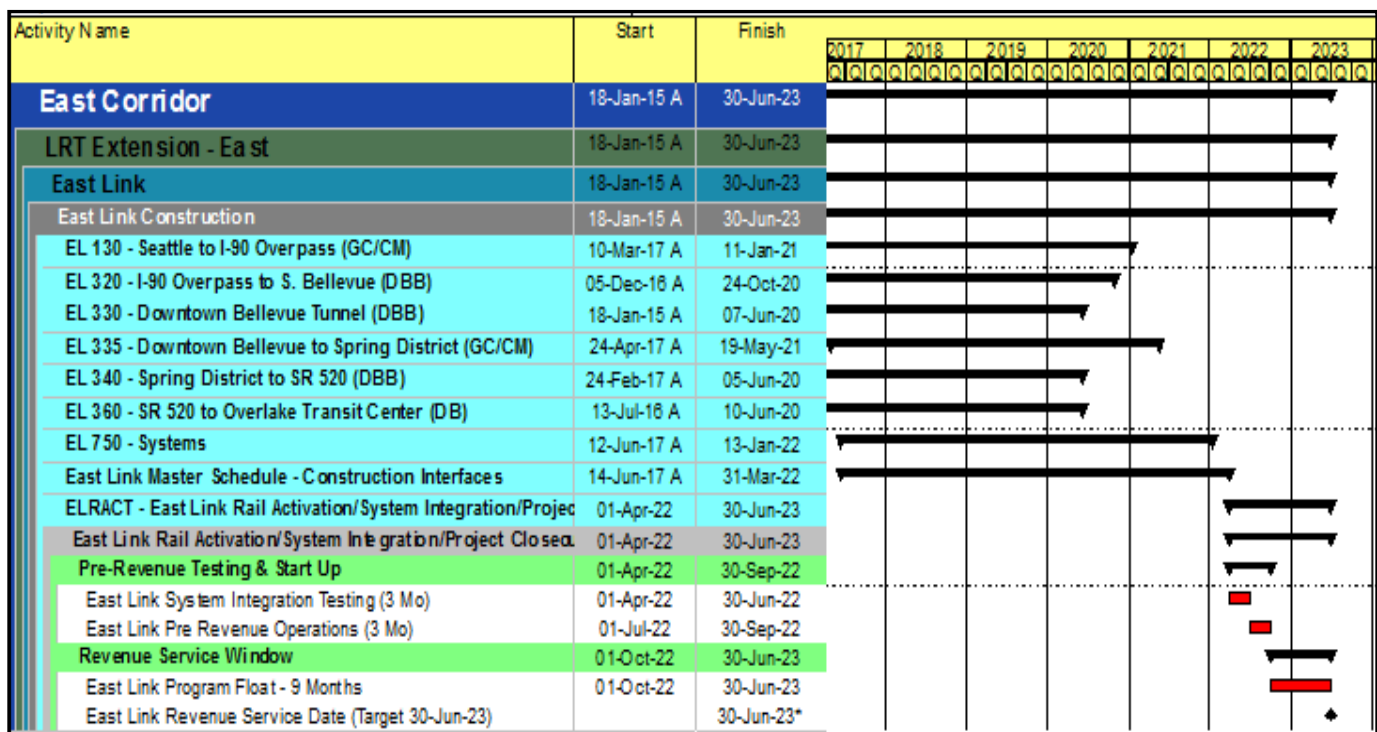 Activity Name Start Finish
2017 2018 2019 2020 2021 2022 2023
Q Q Q Q Q Q Q Q Q Q Q Q Q Q Q Q Q Q Q Q Q Q Q Q Q Q Q
East Corridor 18-Jan-15 A 30-Jun-23
LRT Extension - East 18-Jan-15 A 30-Jun-23
East Link 18-Jan-15 A 30-Jun-23
East Link Construction 18-Jan-15 A 30-Jun-23
EL 130 - Seattle to I-90 Overpass (GC/CM) 10-Mar-17 A 11-Jan-21
EL 320 - I-90 Overpass to S. Bellevue (DBB) 05-Dec-16 A 24-Oct-20
EL 330 - Downtown Bellevue Tunnel (DBB) 18-Jan-15 A 07-Jun-20
EL 335 - Downtown Bellevue to Spring District (GC/CM) 24-Apr-17 A 19-May-21
EL 340 - Spring District to SR 520 (DBB) 24-Feb-17 A 05-Jun-20
EL 360 - SR 520 to Overlake Transit Center (DB) 13-Jul-16 A 10-Jun-20
EL 750 - Systems 12-Jun-17 A 13-Jan-22
East Link Master Schedule - Construction Interfaces 14-Jun-17 A 31-Mar-22
ELRACT - East Link Rail Activation/System Integration/Projec 01-Apr-22 30-Jun-23
East Link Rail Activation/System Integration/Project Closeu 01-Apr-22 30-Jun-23
Pre-Revenue Testing & Start Up 01-Apr-22 30-Sep-22
East Link System Integration Testing (3 Mo) 01-Apr-22 30-Jun-22
East Link Pre Revenue Operations (3 Mo) 01-Jul-22 30-Sep-22
Revenue Service Window 01-Oct-22 30-Jun-23
East Link Program Float - 9 Months 01-Oct-22 30-Jun-23
East Link Revenue Service Date (Target 30-Jun-23) 30-Jun-23*